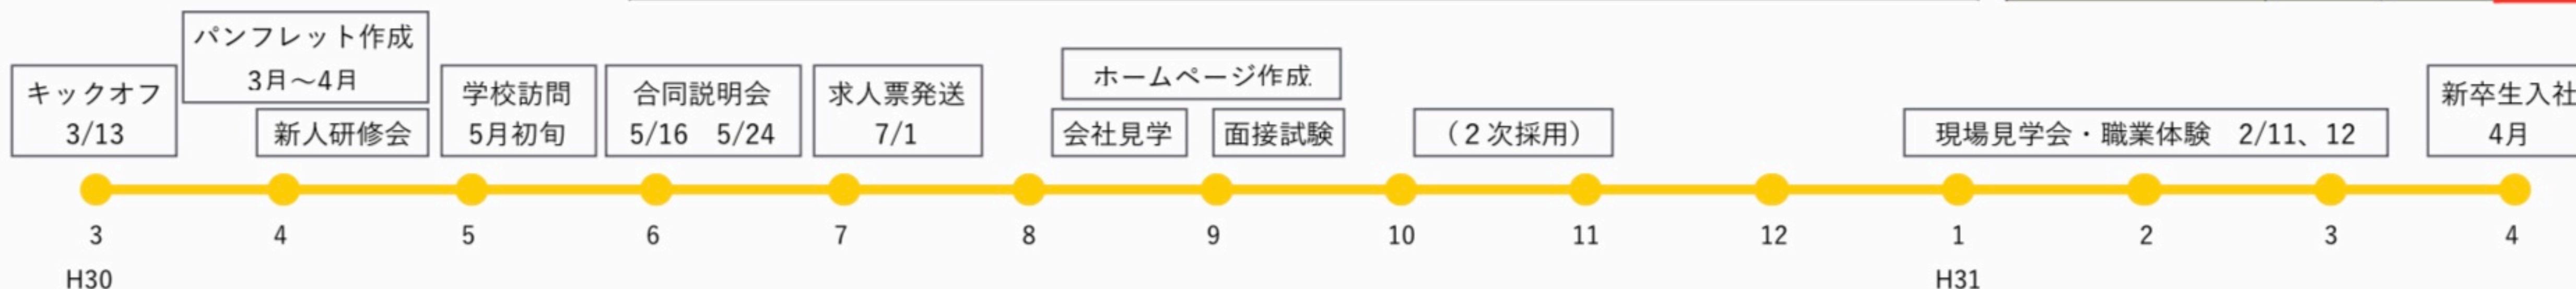 キックオフ
3/13
パンフレット作成
3月～4月
新人研修会
学校訪問
5月初旬
合同説明会
5/16　5/24
求人票発送
7/1
ホームページ作成
会社見学
面接試験
（２次採用）
現場見学会・職業体験　2/11、12
新卒生入社
4月
3
4
5
6
7
8
9
10
11
12
1
2
3
4
H30
H31